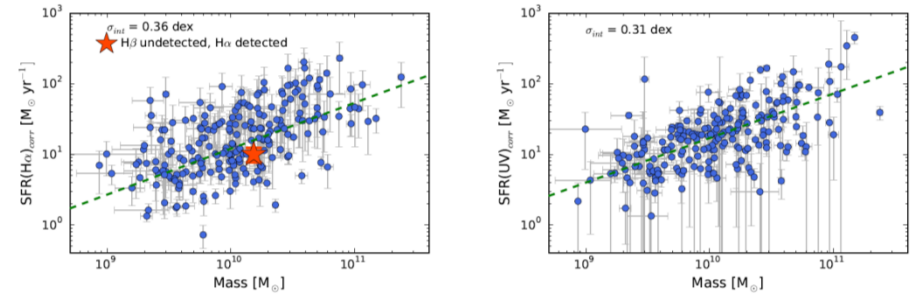 σint = 0.36 dex
Hβ undetected, Hα detected
10³
10²
10¹
10⁰
SFR(Hα)corr [M⊙ yr⁻¹]
10⁹
10¹⁰
10¹¹
Mass [M⊙]
σint = 0.31 dex
10³
10²
10¹
10⁰
SFR(UV)corr [M⊙ yr⁻¹]
10⁹
10¹⁰
10¹¹
Mass [M⊙]